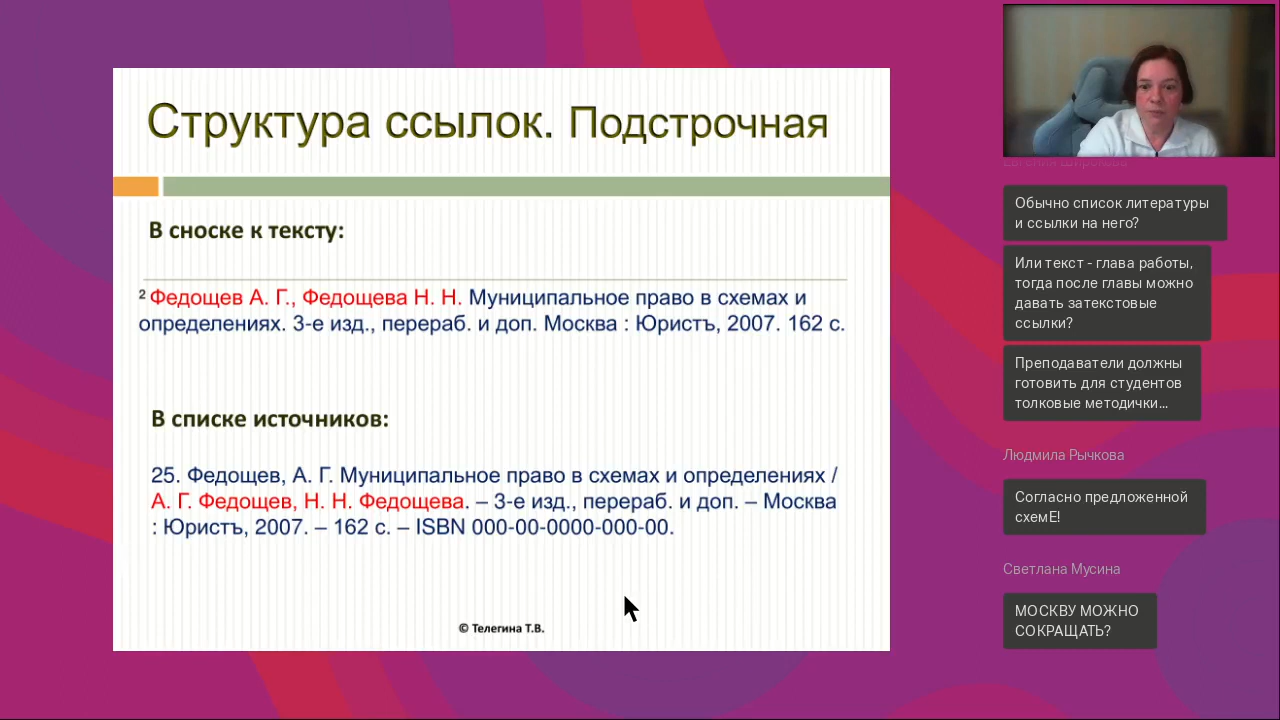 Структура ссылок. Подстрочная
В сноске к тексту:
² Федощев А. Г., Федощева Н. Н. Муниципальное право в схемах и
определениях. 3-е изд., перераб. и доп. Москва : Юристъ, 2007. 162 с.
В списке источников:
25. Федощев, А. Г. Муниципальное право в схемах и определениях /
А. Г. Федощев, Н. Н. Федощева. – 3-е изд., перераб. и доп. – Москва
: Юристъ, 2007. – 162 с. – ISBN 000-00-0000-000-00.
© Телегина Т.В.
Обычно список литературы
и ссылки на него?
Или текст - глава работы,
тогда после главы можно
давать затекстовые
ссылки?
Преподаватели должны
готовить для студентов
толковые методички...
Людмила Рычкова
Согласно предложенной
схемЕ!
Светлана Мусина
МОСКВУ МОЖНО
СОКРАЩАТЬ?